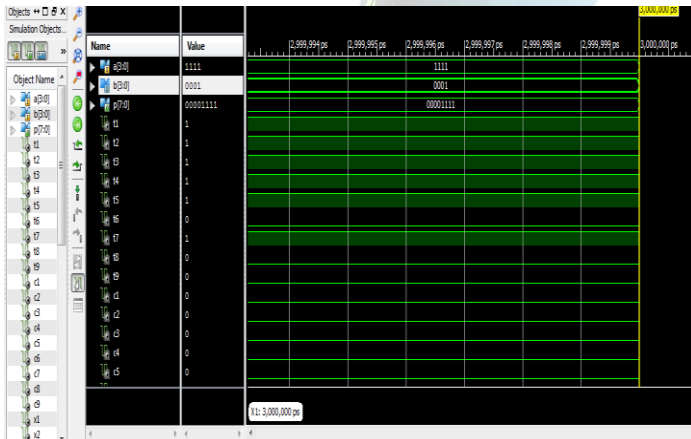 Objects
Simulation Objects...
Object Name
a[3:0]
b[3:0]
p[7:0]
t1
t2
t3
t4
t5
t6
t7
t8
t9
c1
c2
c3
c4
c5
c6
c7
c8
c9
x1
x2
Name Value
a[3:0] 1111
b[3:0] 0001
p[7:0] 00001111
t1 1
t2 1
t3 1
t4 1
t5 1
t6 0
t7 1
t8 0
t9 0
c1 0
c2 0
c3 0
c4 0
c5 0
3,000,000 ps
2,999,994 ps 2,999,995 ps 2,999,996 ps 2,999,997 ps 2,999,998 ps 2,999,999 ps 3,000,000 ps
1111
0001
00001111
X1: 3,000,000 ps